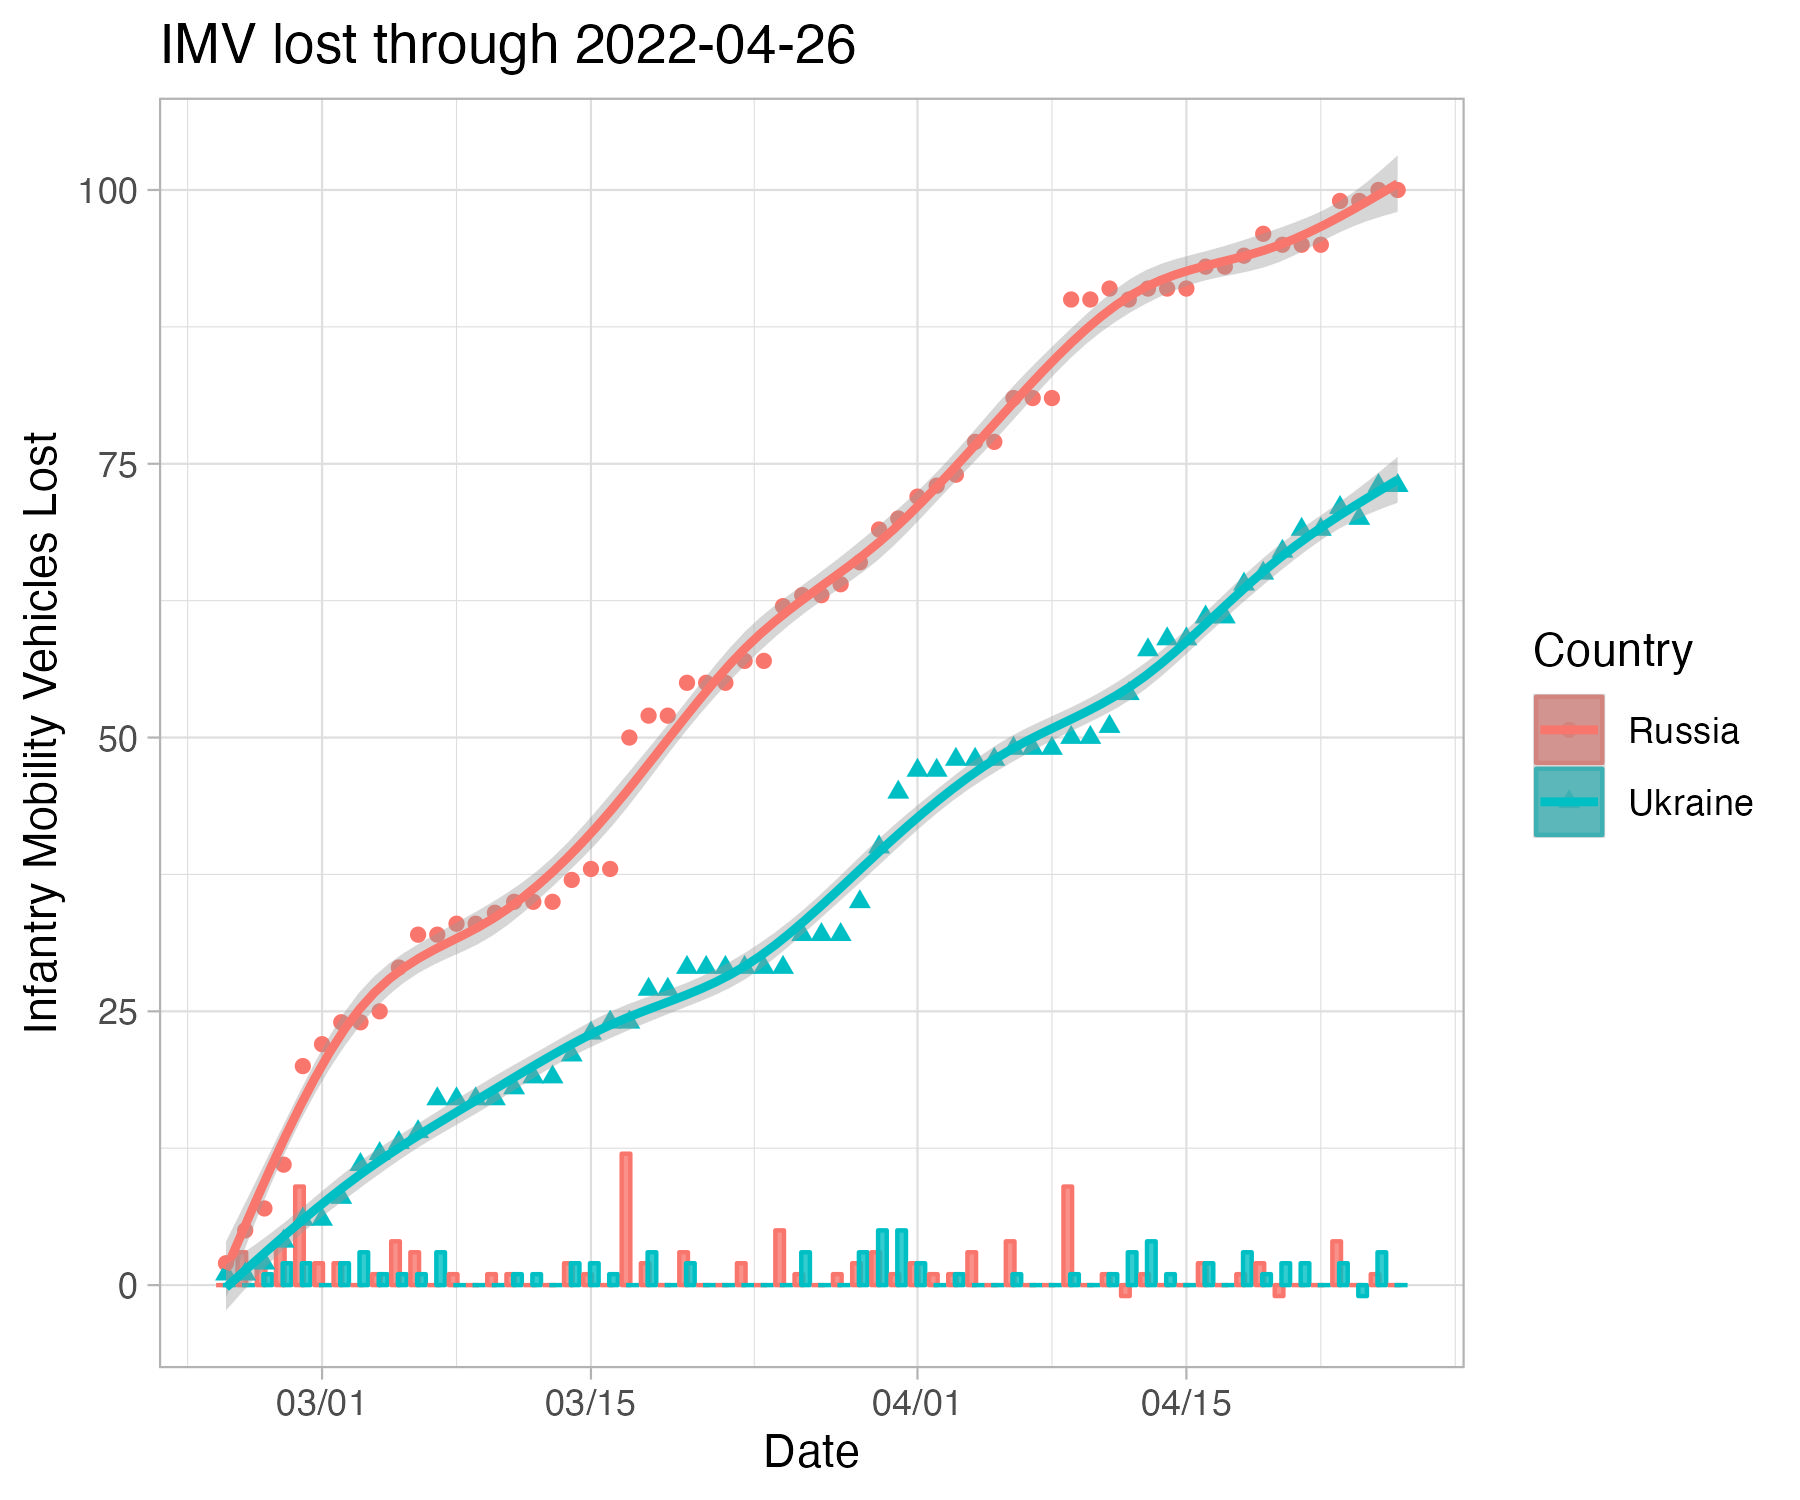 IMV lost through 2022-04-26
Infantry Mobility Vehicles Lost
100
75
50
25
0
03/01 03/15 04/01 04/15
Date
Country
Russia
Ukraine